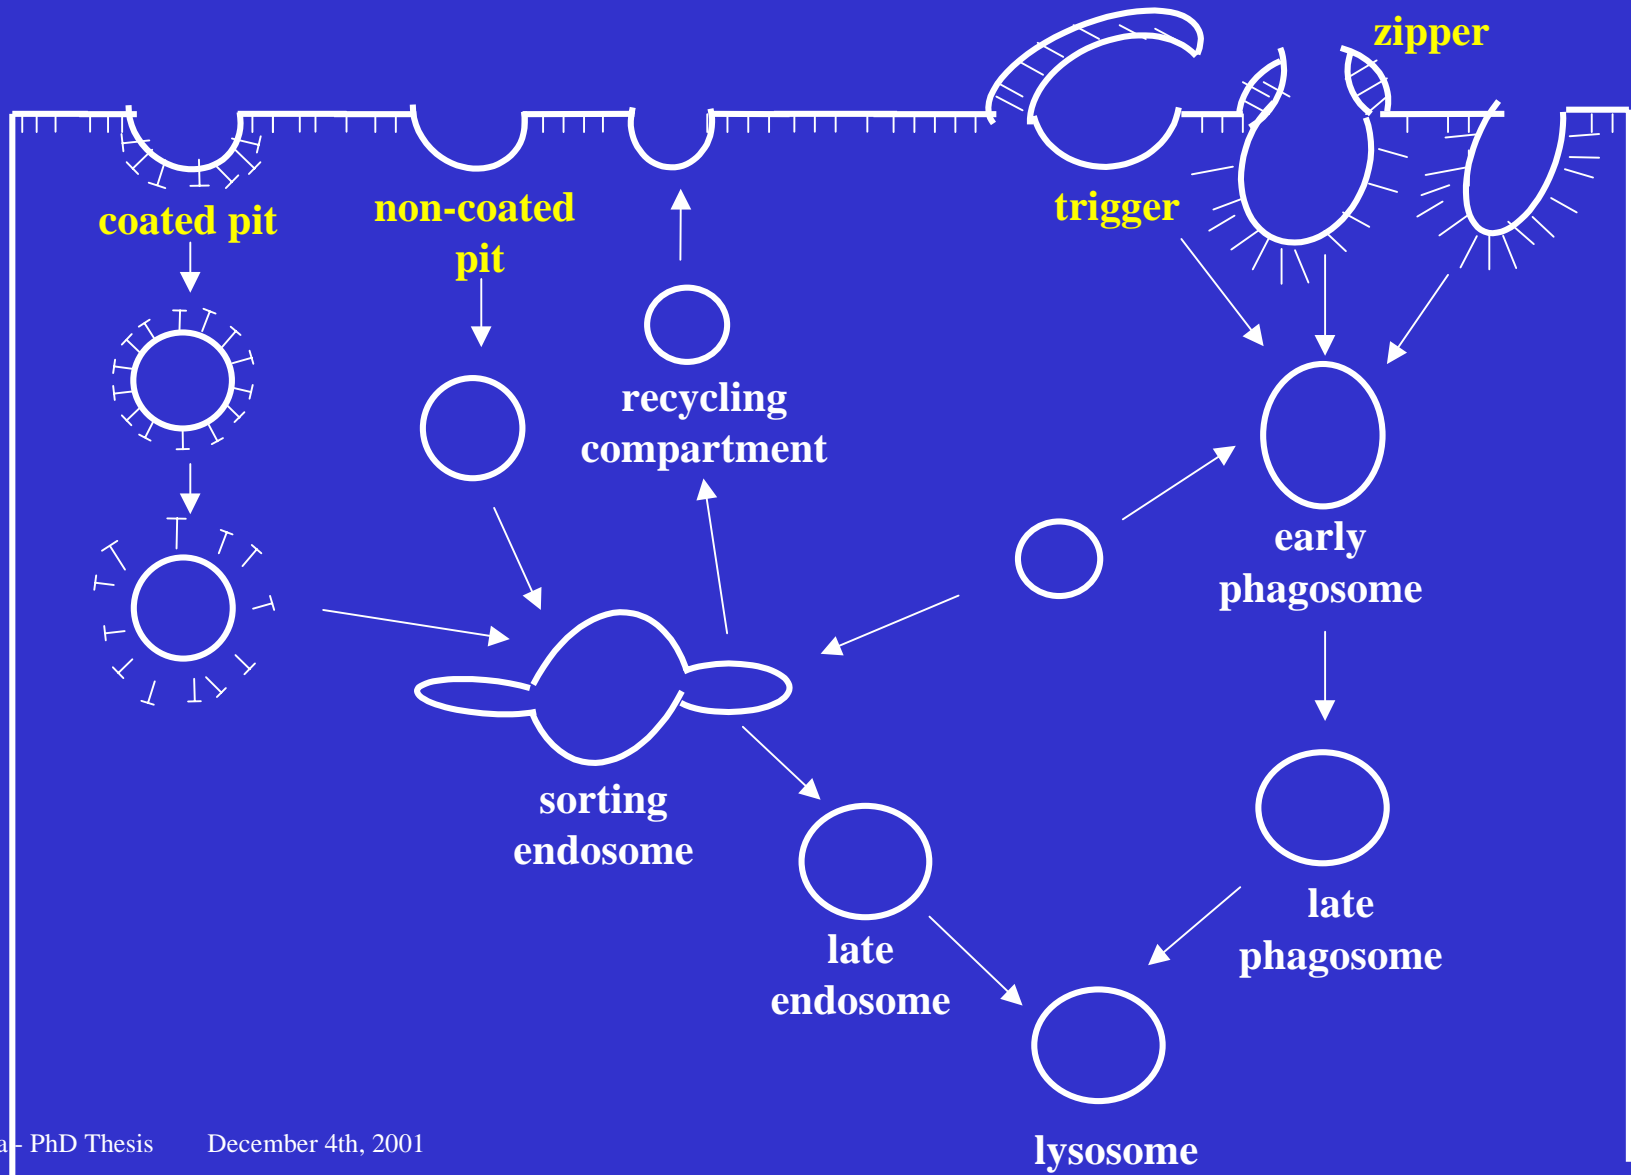 zipper
coated pit
non-coated
pit
trigger
recycling
compartment
early
phagosome
sorting
endosome
late
endosome
late
phagosome
lysosome
- PhD Thesis December 4th, 2001